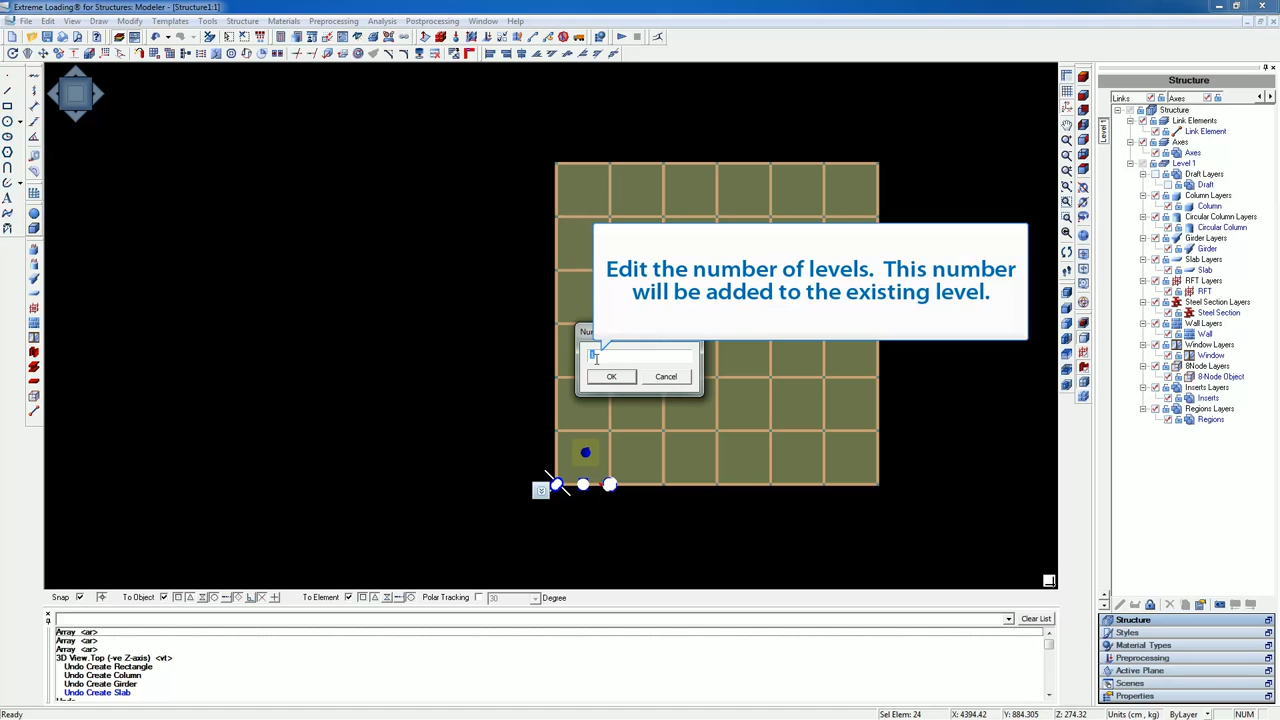 Extreme Loading® for Structures: Modeler - [Structure1:1]
File Edit View Draw Modify Templates Tools Structure Materials Preprocessing Analysis Postprocessing Window Help
Structure
Links Axes
Level 1
Structure
Link Elements
Link Element
Axes
Axes
Level 1
Draft Layers
Draft
Column Layers
Column
Circular Column Layers
Circular Column
Girder Layers
Girder
Slab Layers
Slab
RFT Layers
RFT
Steel Section Layers
Steel Section
Wall Layers
Wall
Window Layers
Window
8Node Layers
8-Node Object
Inserts Layers
Inserts
Regions Layers
Regions
Edit the number of levels. This number
will be added to the existing level.
OK Cancel
Snap To Object To Element Polar Tracking 30 Degree
Clear List
Array <ar>
Array <ar>
Array <ar>
3D View.Top (-ve Z-axis) <vt>
Undo Create Rectangle
Undo Create Column
Undo Create Girder
Undo Create Slab
Structure
Styles
Material Types
Preprocessing
Active Plane
Scenes
Properties
Ready Sel Elem: 24 X: 4394.42 Y: 884.305 Z: 274.32 Units (cm , kg) ByLayer NUM